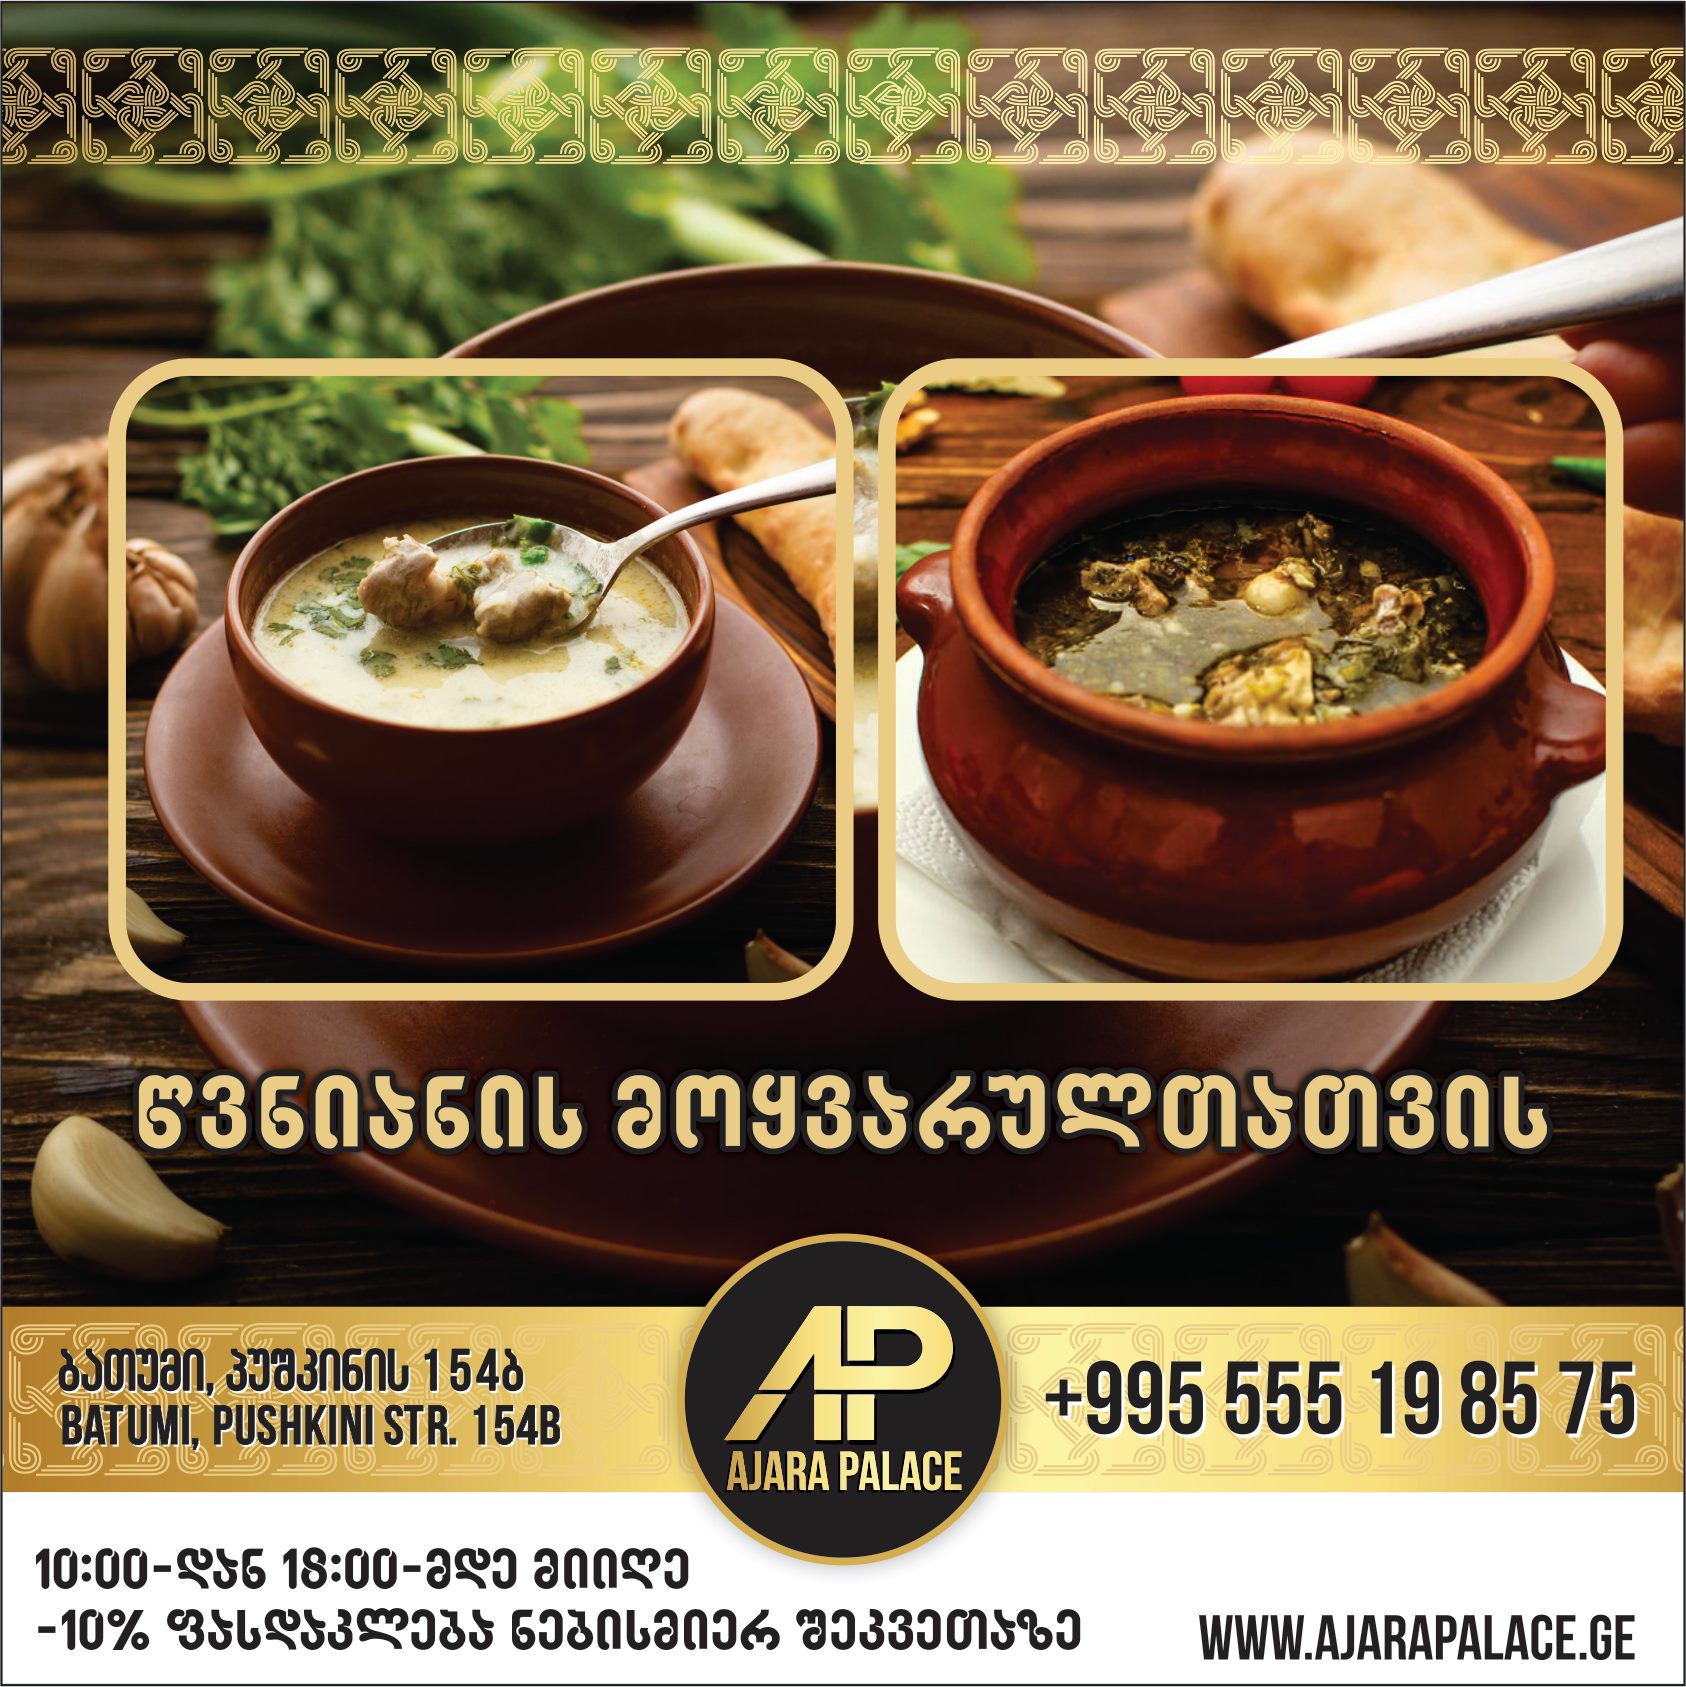 წვნიანის მოყვარულთათვის
ბათუმი, პუშკინის 154ბ
BATUMI, PUSHKINI STR. 154B
AP
AJARA PALACE
+995 555 19 85 75
10:00-დან 18:00-მდე მიიღე
-10% ფასდაკლება ნებისმიერ შეკვეთაზე
WWW.AJARAPALACE.GE